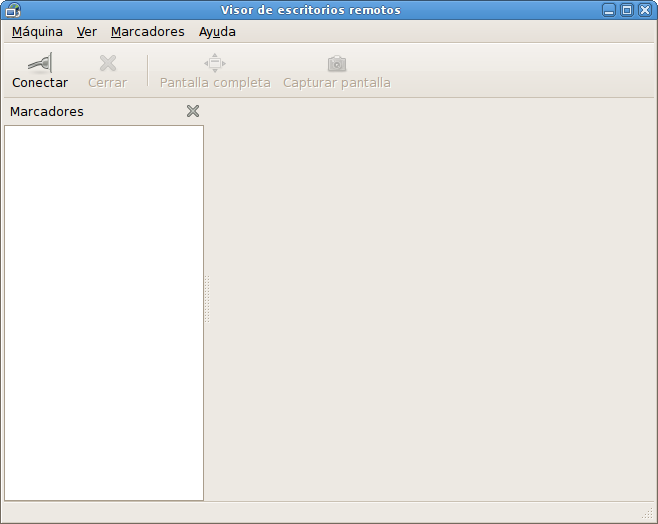 Visor de escritorios remotos
Máquina Ver Marcadores Ayuda
Conectar Cerrar Pantalla completa Capturar pantalla
Marcadores